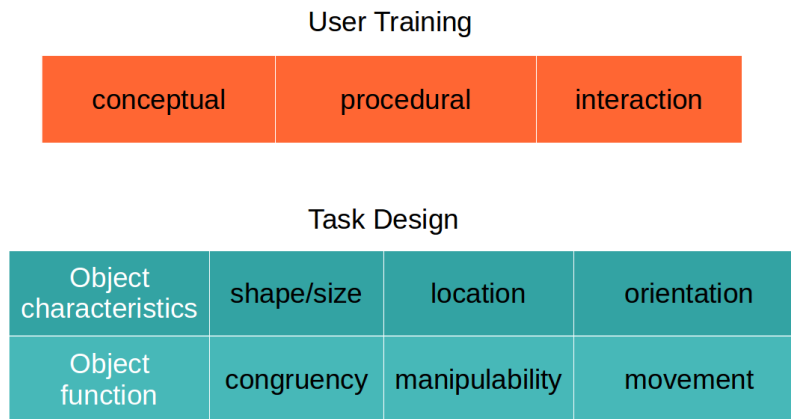 User Training
conceptual procedural interaction
Task Design
Object
characteristics
shape/size location orientation
Object
function
congruency manipulability movement